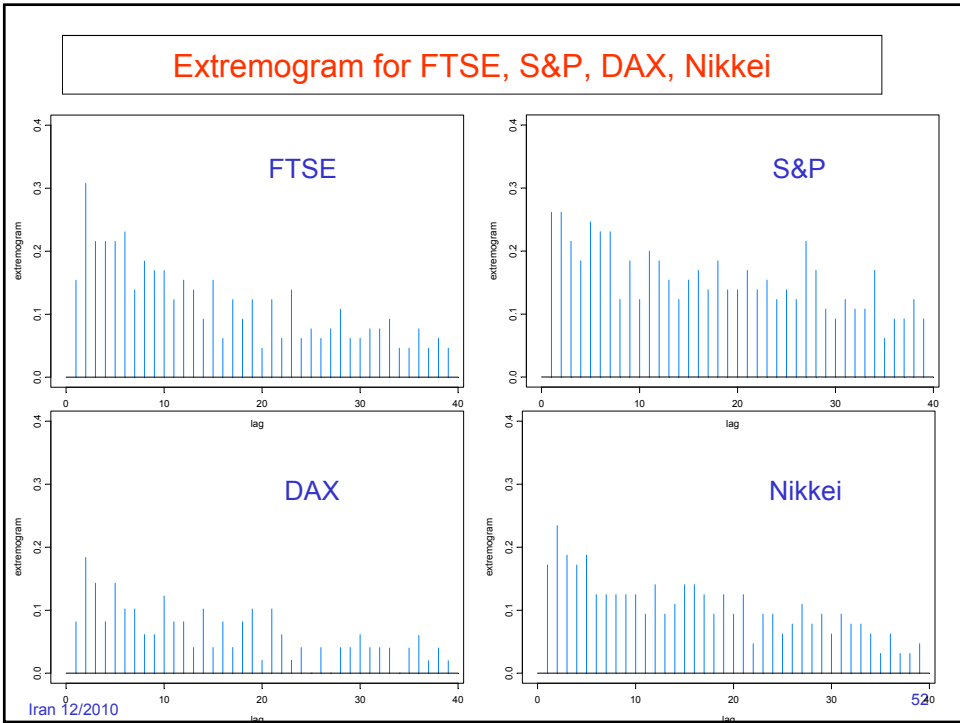 Extremogram for FTSE, S&P, DAX, Nikkei
FTSE
extremogram
0.0 0.1 0.2 0.3 0.4
0 10 20 30 40
lag
S&P
extremogram
0.0 0.1 0.2 0.3 0.4
0 10 20 30 40
lag
DAX
extremogram
0.0 0.1 0.2 0.3 0.4
0 10 20 30 40
lag
Nikkei
extremogram
0.0 0.1 0.2 0.3 0.4
0 10 20 30 40
lag
Iran 12/2010
52